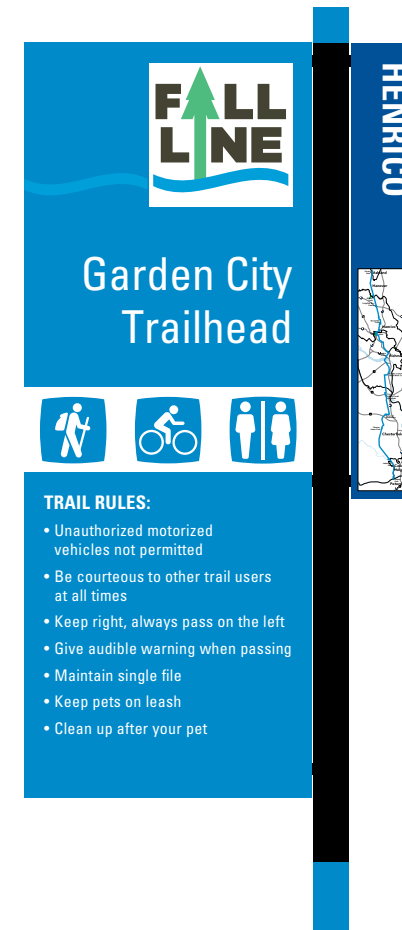 FALL
LINE
HENRICO
Garden City
Trailhead
TRAIL RULES:
• Unauthorized motorized
vehicles not permitted
• Be courteous to other trail users
at all times
• Keep right, always pass on the left
• Give audible warning when passing
• Maintain single file
• Keep pets on leash
• Clean up after your pet